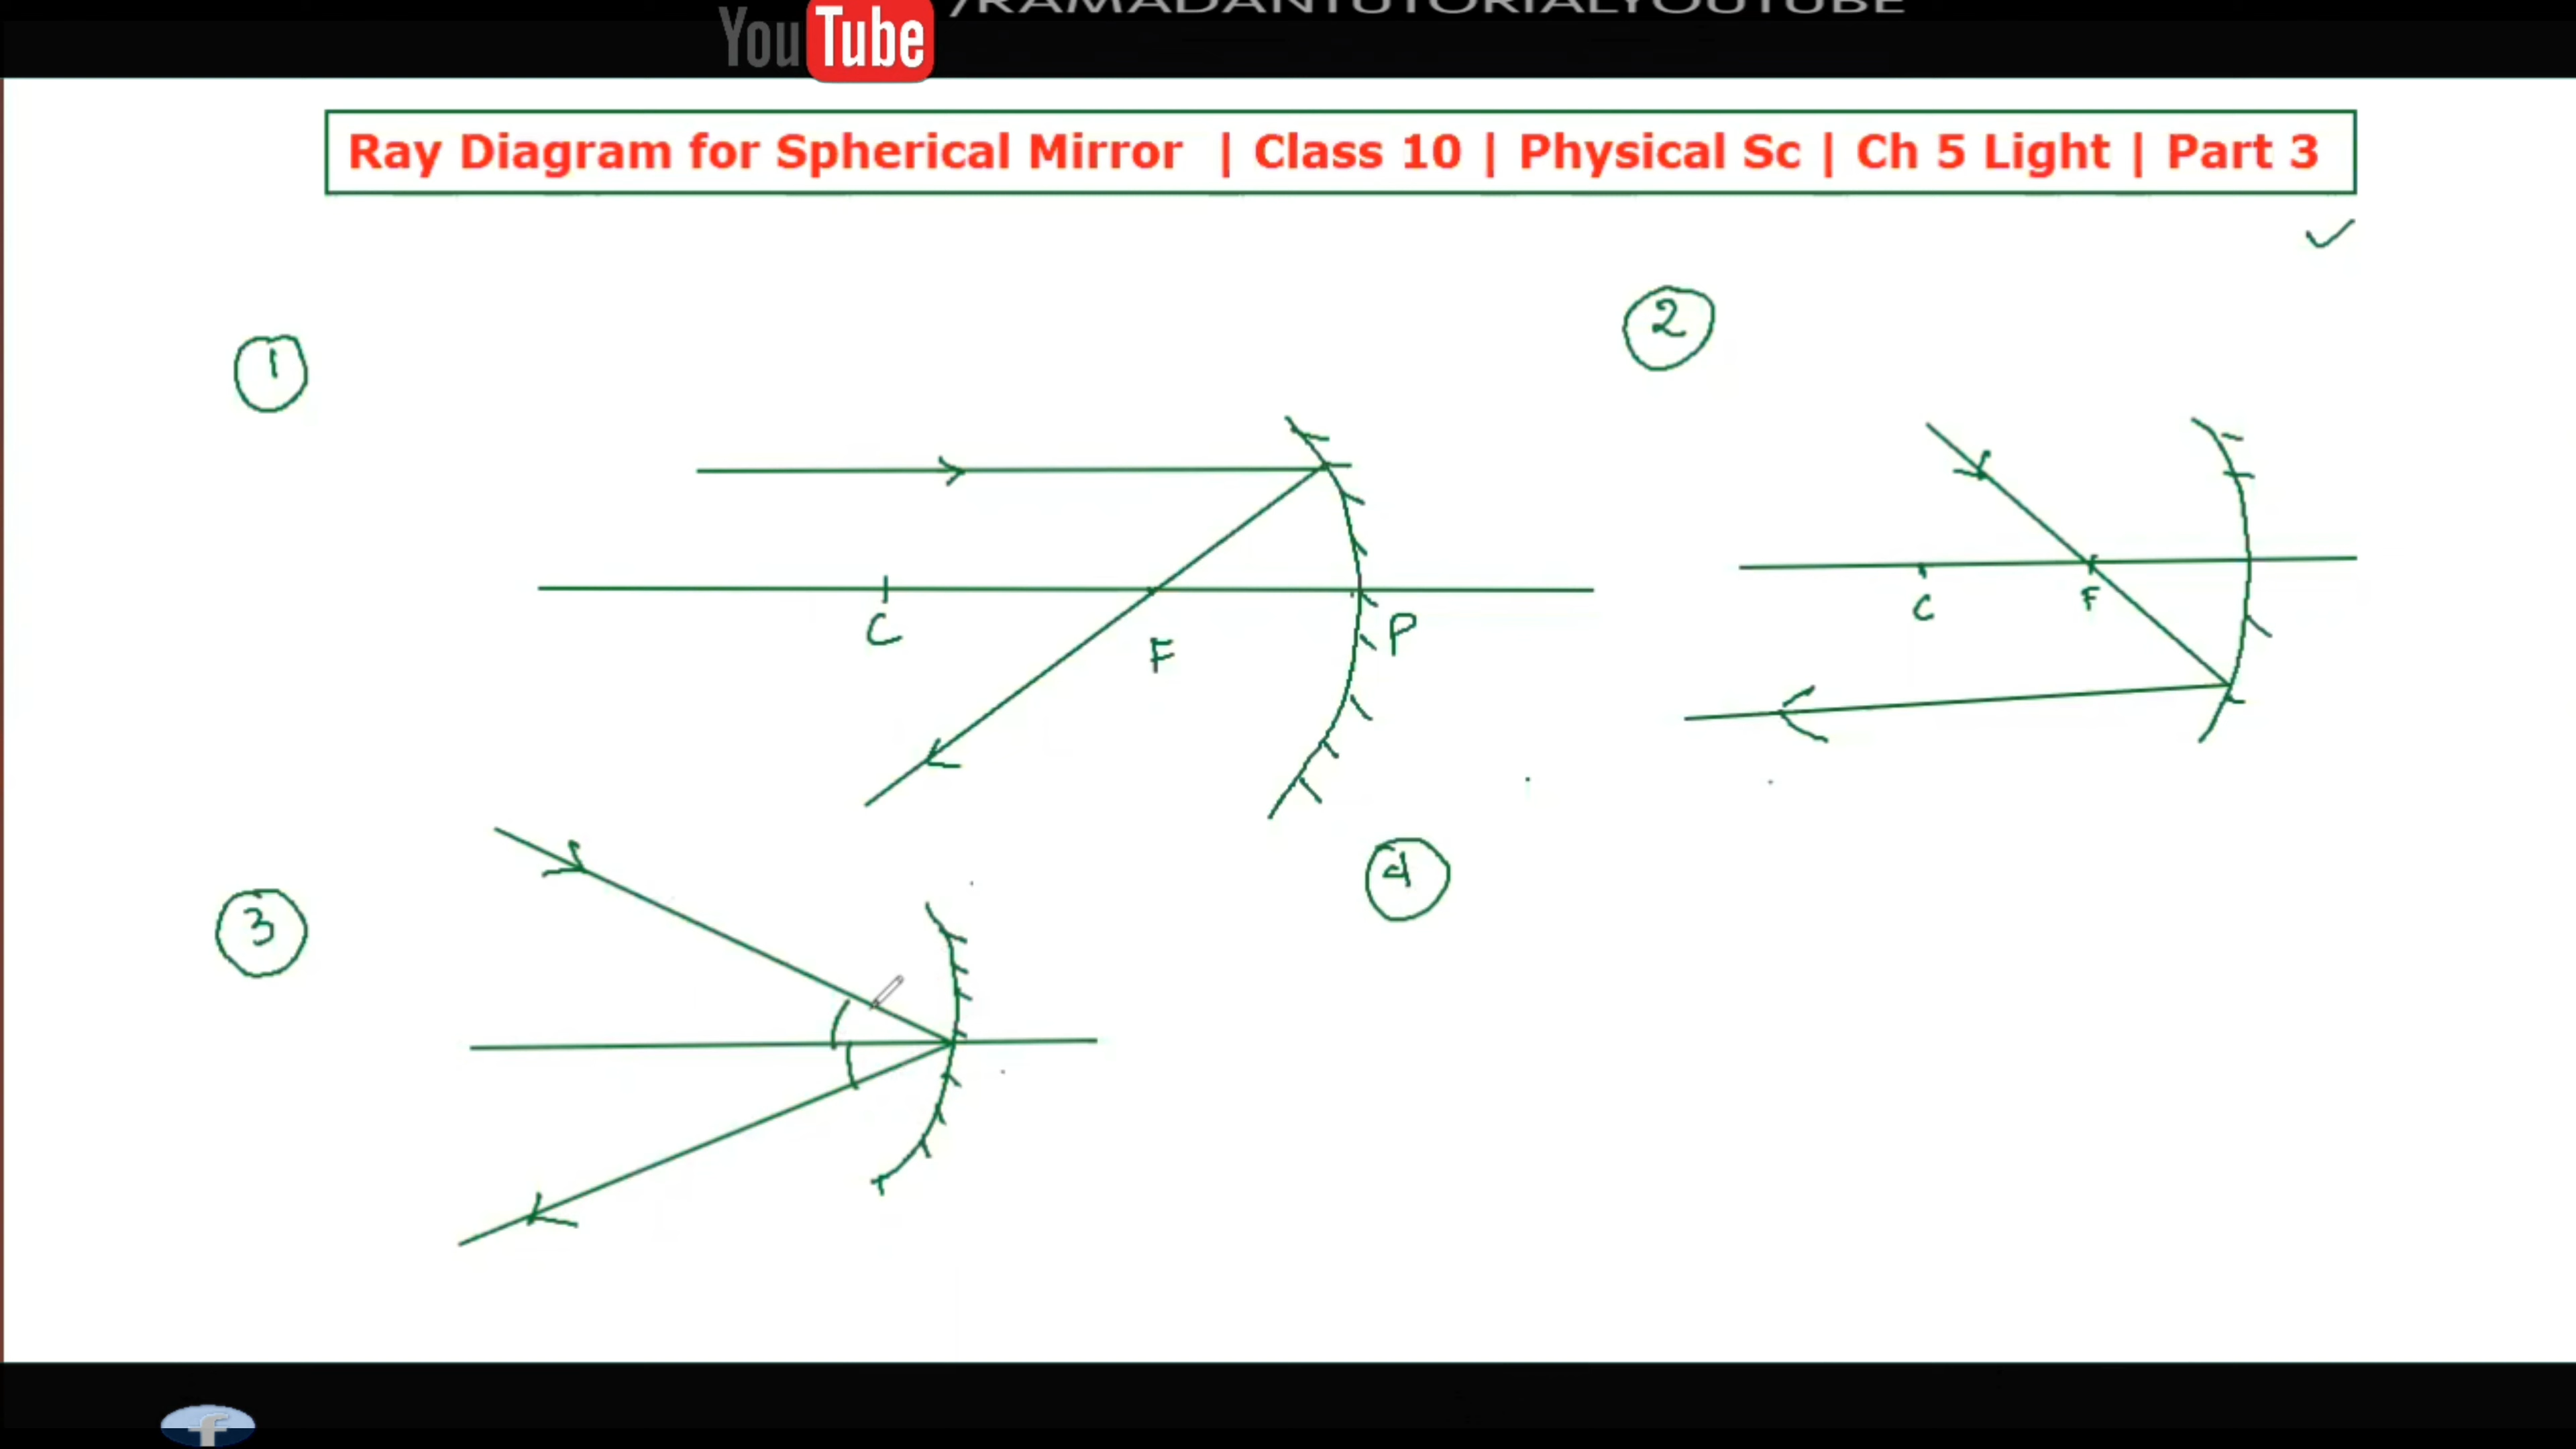 YouTube /RAMADANTUTORIALYOUTUBE
Ray Diagram for Spherical Mirror | Class 10 | Physical Sc | Ch 5 Light | Part 3
1
2
C
F
P
C
F
3
4
f